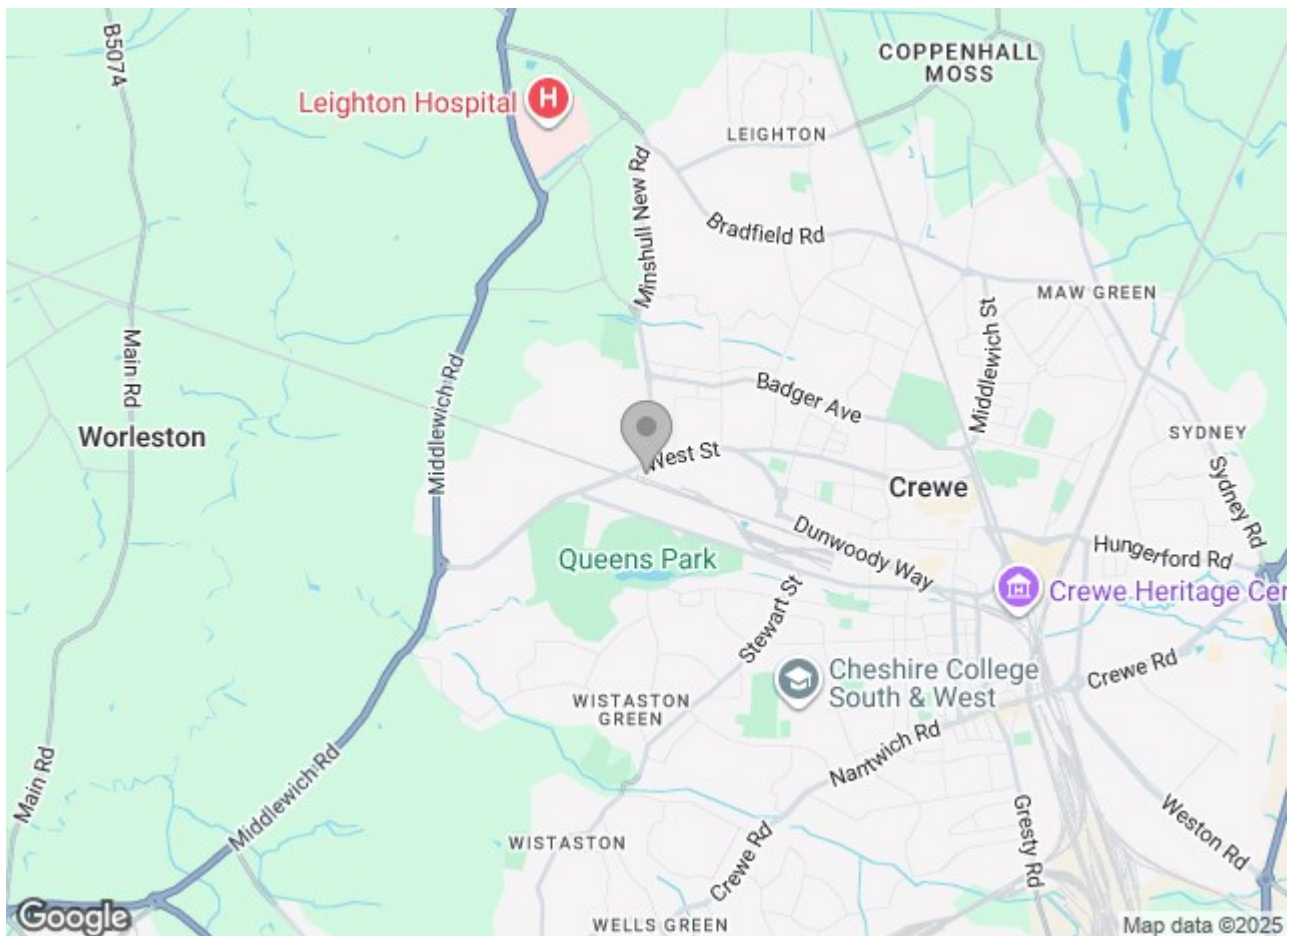 B5074
COPPENHALL
MOSS
Leighton Hospital
H
LEIGHTON
Minshull New Rd
Bradfield Rd
MAW GREEN
Middlewich St
Main Rd
Middlewich Rd
Badger Ave
Worleston
SYDNEY
West St
Crewe
Sydney Rd
Dunwoody Way
Hungerford Rd
Queens Park
Crewe Heritage Cen
Stewart St
Cheshire College
South & West
Crewe Rd
WISTASTON
GREEN
Nantwich Rd
Main Rd
Middlewich Rd
Gresty Rd
Weston Rd
WISTASTON
Crewe Rd
WELLS GREEN
Google
Map data ©2025